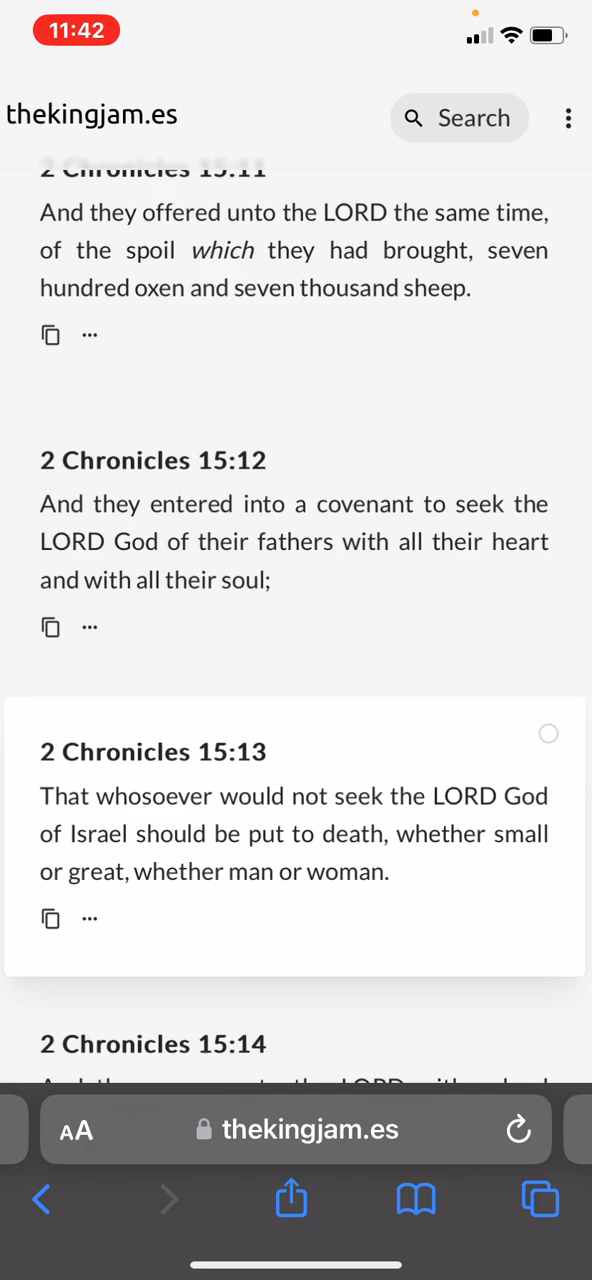 11:42
thekingjam.es
Search
2 Chronicles 15:11
And they offered unto the LORD the same time,
of the spoil which they had brought, seven
hundred oxen and seven thousand sheep.
2 Chronicles 15:12
And they entered into a covenant to seek the
LORD God of their fathers with all their heart
and with all their soul;
2 Chronicles 15:13
That whosoever would not seek the LORD God
of Israel should be put to death, whether small
or great, whether man or woman.
2 Chronicles 15:14
AA
thekingjam.es